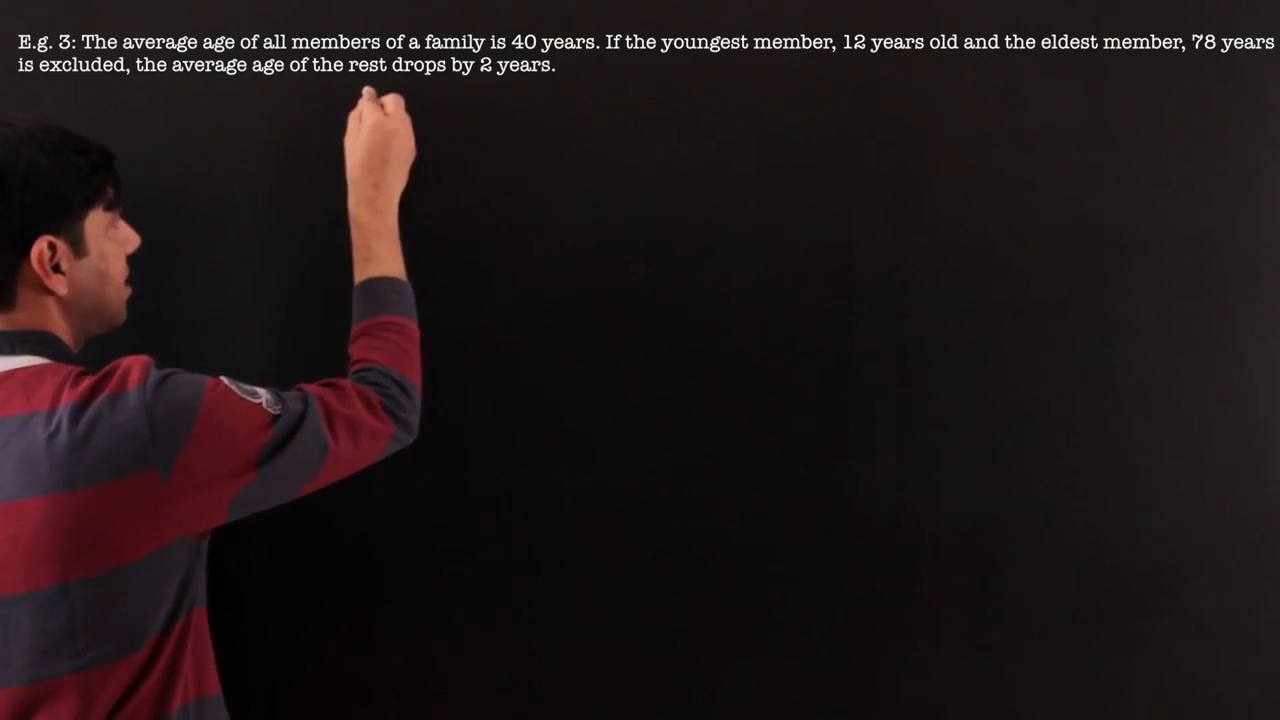 E.g. 3: The average age of all members of a family is 40 years. If the youngest member, 12 years old and the eldest member, 78 years
is excluded, the average age of the rest drops by 2 years.